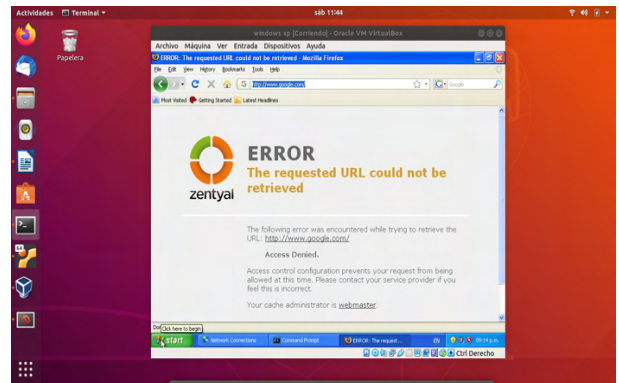 Actividades Terminal sáb 11:44
Papelera
windows xp [Corriendo] - Oracle VM VirtualBox
Archivo Máquina Ver Entrada Dispositivos Ayuda
ERROR: The requested URL could not be retrieved - Mozilla Firefox
File Edit View History Bookmarks Tools Help
http://www.google.com/ Google
Most Visited Getting Started Latest Headlines
zentyal
ERROR
The requested URL could not be
retrieved
The following error was encountered while trying to retrieve the
URL: http://www.google.com/
Access Denied.
Access control configuration prevents your request from being
allowed at this time. Please contact your service provider if you
feel this is incorrect.
Your cache administrator is webmaster.
Click here to begin
start Network Connections Command Prompt ERROR: The request... EN
Ctrl Derecho